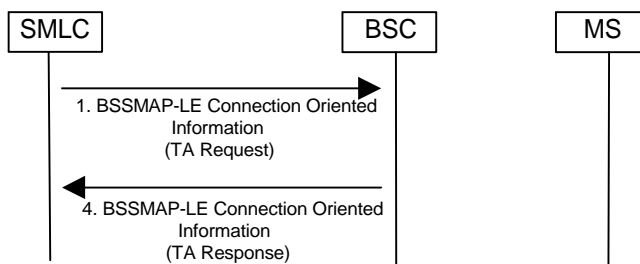 SMLC
BSC
MS
1. BSSMAP-LE Connection Oriented
Information
(TA Request)
4. BSSMAP-LE Connection Oriented
Information
(TA Response)